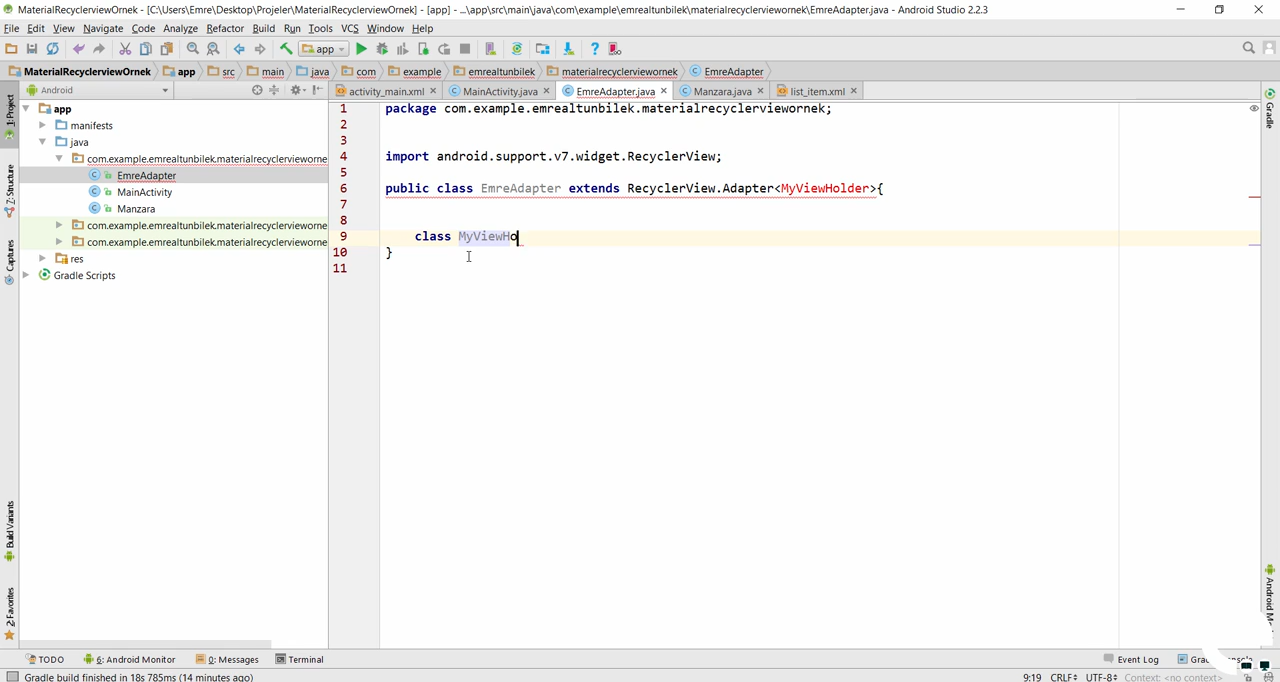 MaterialRecyclerviewOrnek - [C:\Users\Emre\Desktop\Projeler\MaterialRecyclerviewOrnek] - [app] - ...\app\src\main\java\com\example\emrealtunbilek\materialrecyclerviewornek\EmreAdapter.java - Android Studio 2.2.3
File Edit View Navigate Code Analyze Refactor Build Run Tools VCS Window Help
app
MaterialRecyclerviewOrnek app src main java com example emrealtunbilek materialrecyclerviewornek EmreAdapter
Android
activity_main.xml MainActivity.java EmreAdapter.java Manzara.java list_item.xml
1: Project
7: Structure
Captures
Build Variants
2: Favorites
app
manifests
java
com.example.emrealtunbilek.materialrecyclerviewor​ne
EmreAdapter
MainActivity
Manzara
com.example.emrealtunbilek.materialrecyclerviewor​ne
com.example.emrealtunbilek.materialrecyclerviewor​ne
res
Gradle Scripts
1 package com.example.emrealtunbilek.materialrecyclerviewornek;
2
3
4 import android.support.v7.widget.RecyclerView;
5
6 public class EmreAdapter extends RecyclerView.Adapter<MyViewHolder>{
7
8
9 class MyViewHo
10 }
11
Gradle
TODO 6: Android Monitor 0: Messages Terminal Event Log
Gradle build finished in 18s 785ms (14 minutes ago) 9:19 CRLF UTF-8 Context: <no context>